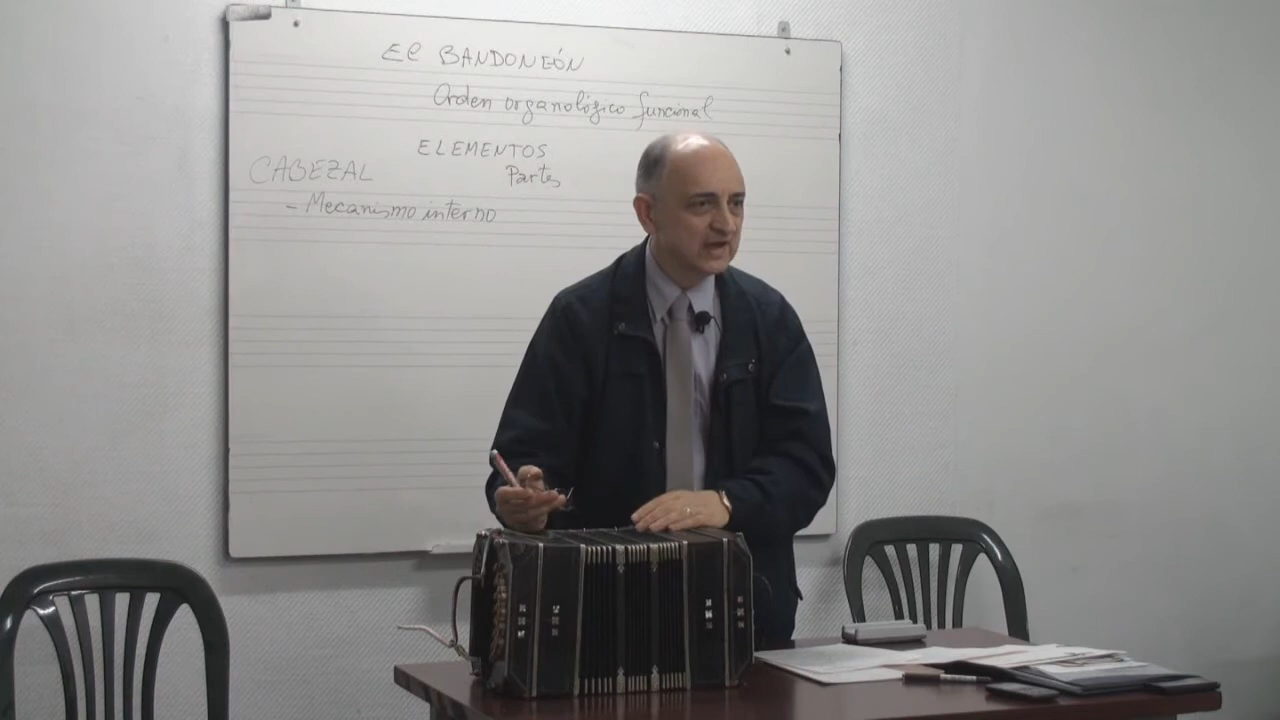 El BANDONEÓN
Orden organológico funcional
ELEMENTOS
CABEZAL
Partes
- Mecanismo interno